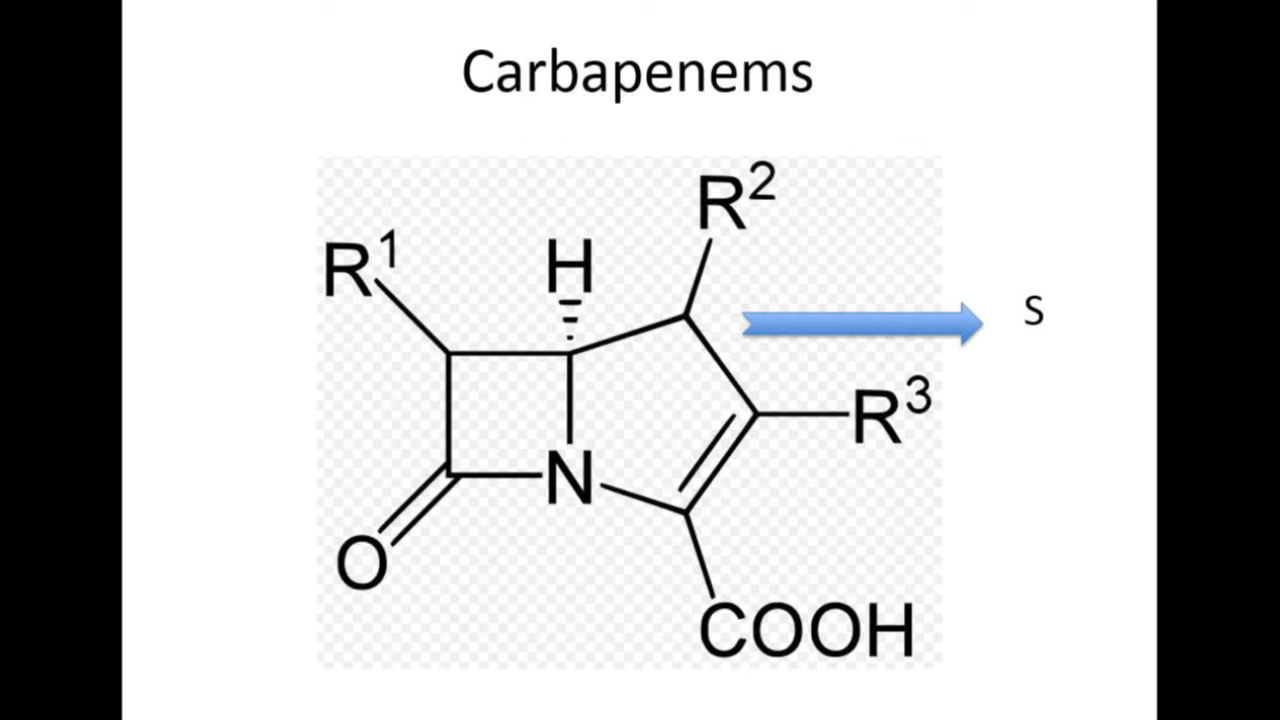 Carbapenems
R²
R¹
H
S
R³
N
O
COOH